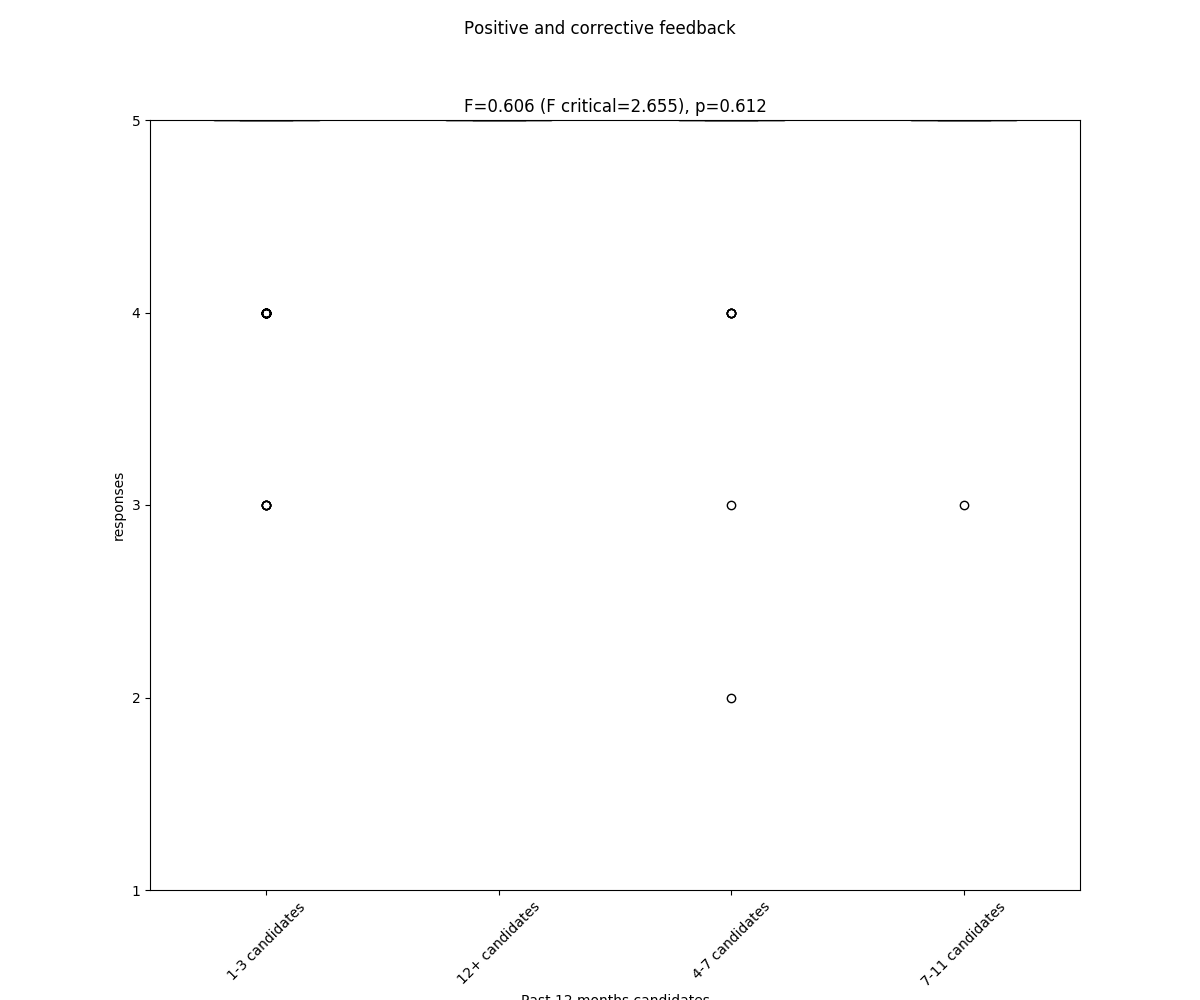 Positive and corrective feedback
F=0.606 (F critical=2.655), p=0.612
5
4
3
2
1
responses
1-3 candidates
12+ candidates
4-7 candidates
7-11 candidates
Past 12 months candidates